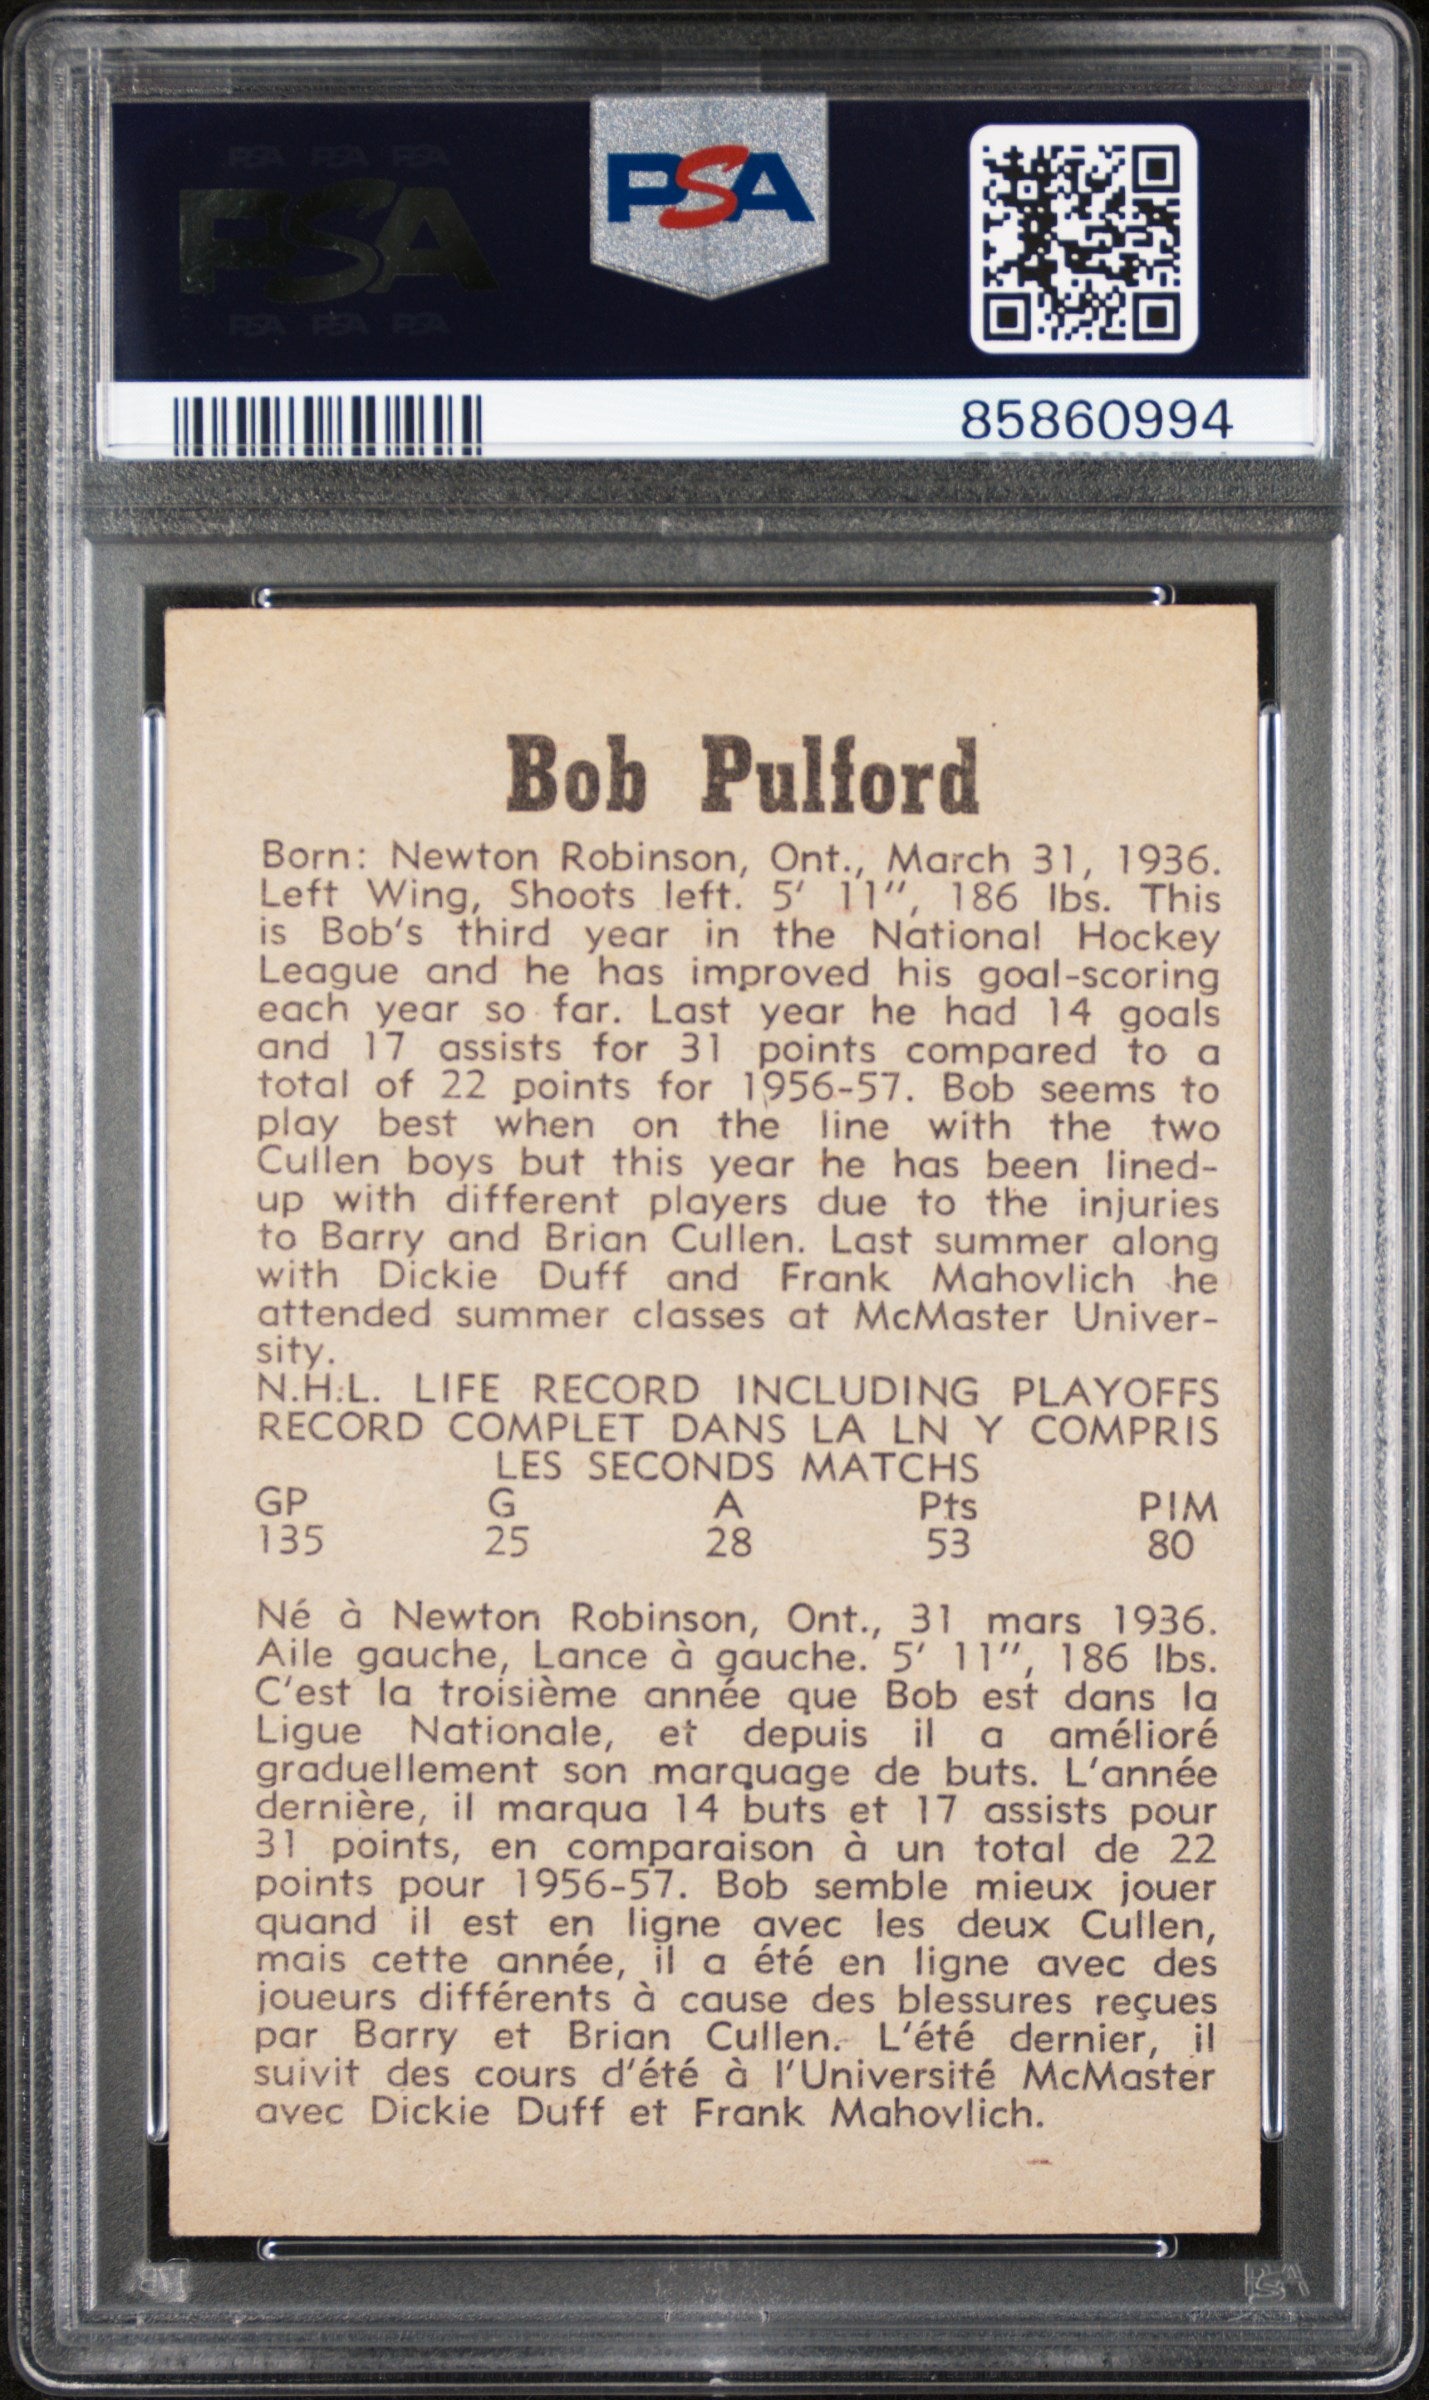 PSA PSA PSA
PSA
PSA PSA PSA
PSA
85860994
Bob Pulford
Born: Newton Robinson, Ont., March 31, 1936.
Left Wing, Shoots left. 5' 11", 186 lbs. This
is Bob's third year in the National Hockey
League and he has improved his goal-scoring
each year so far. Last year he had 14 goals
and 17 assists for 31 points compared to a
total of 22 points for 1956-57. Bob seems to
play best when on the line with the two
Cullen boys but this year he has been lined-
up with different players due to the injuries
to Barry and Brian Cullen. Last summer along
with Dickie Duff and Frank Mahovlich he
attended summer classes at McMaster Univer-
sity.
N.H.L. LIFE RECORD INCLUDING PLAYOFFS
RECORD COMPLET DANS LA LN Y COMPRIS
LES SECONDS MATCHS
GP G A Pts PIM
135 25 28 53 80
Né à Newton Robinson, Ont., 31 mars 1936.
Aile gauche, Lance à gauche. 5' 11", 186 lbs.
C'est la troisième année que Bob est dans la
Ligue Nationale, et depuis il a amélioré
graduellement son marquage de buts. L'année
dernière, il marqua 14 buts et 17 assists pour
31 points, en comparaison à un total de 22
points pour 1956-57. Bob semble mieux jouer
quand il est en ligne avec les deux Cullen,
mais cette année, il a été en ligne avec des
joueurs différents à cause des blessures reçues
par Barry et Brian Cullen. L'été dernier, il
suivit des cours d'été à l'Université McMaster
avec Dickie Duff et Frank Mahovlich.
PSA